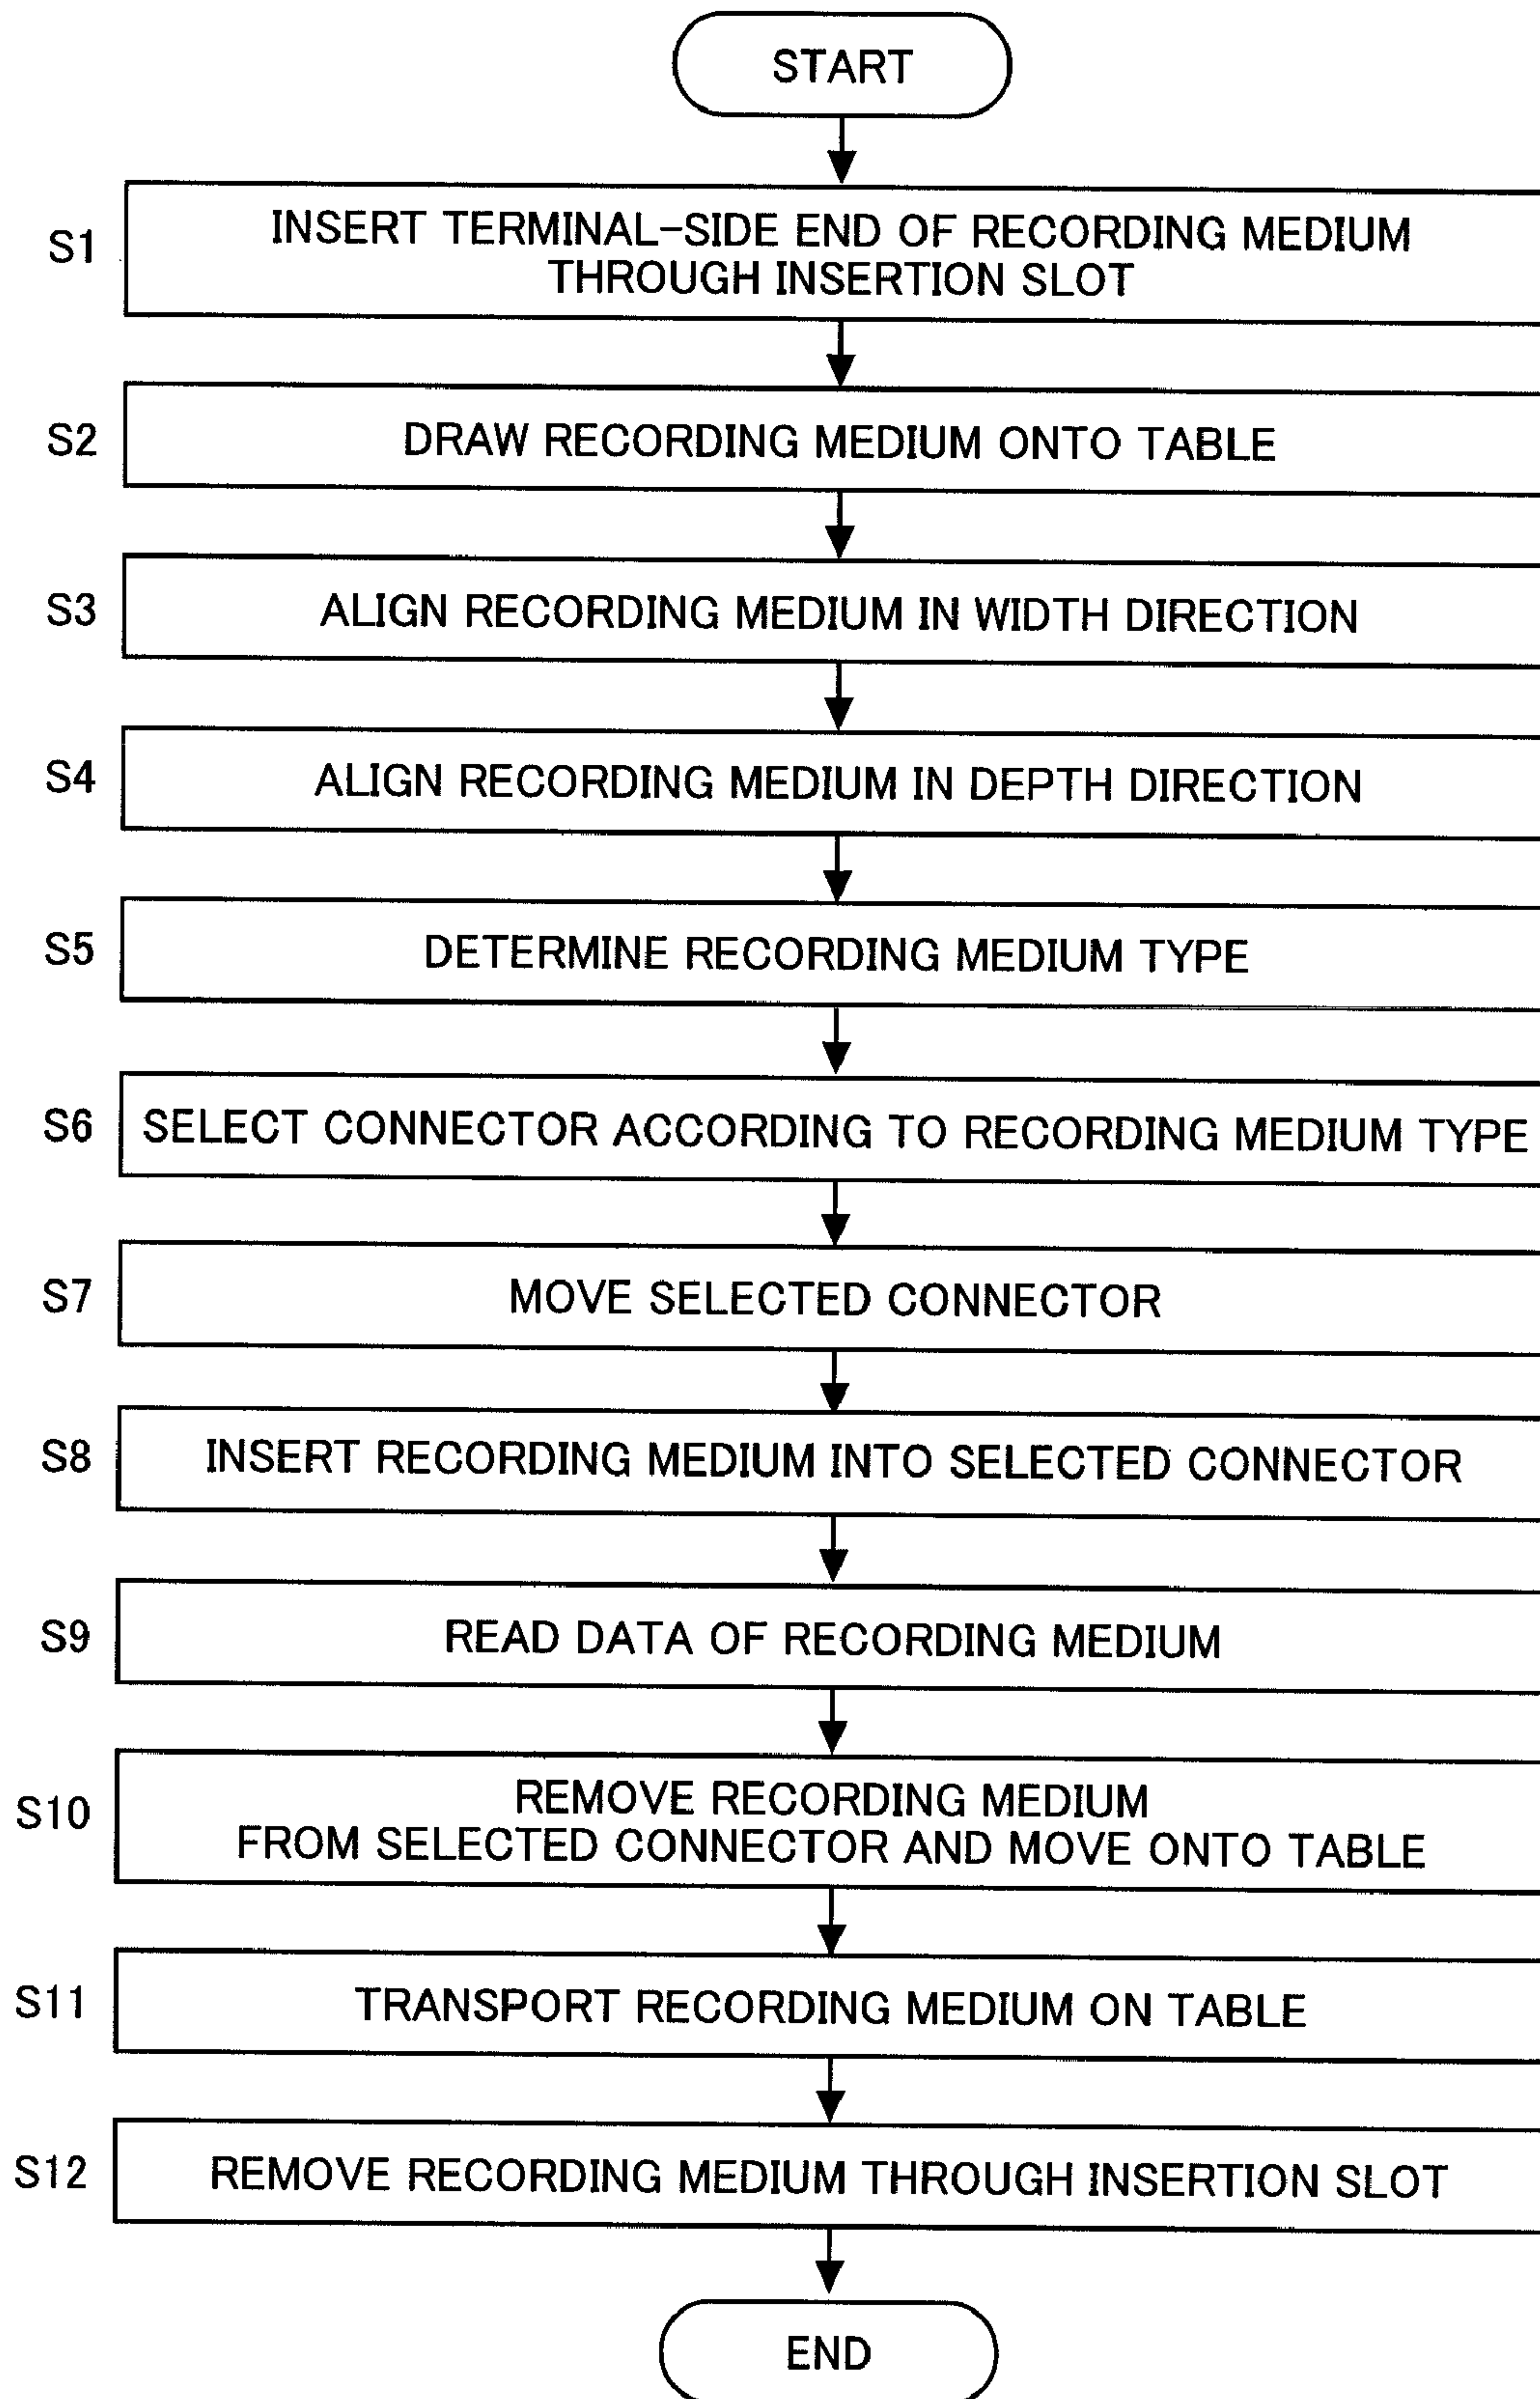 START
S1
INSERT TERMINAL-SIDE END OF RECORDING MEDIUM
THROUGH INSERTION SLOT
S2
DRAW RECORDING MEDIUM ONTO TABLE
S3
ALIGN RECORDING MEDIUM IN WIDTH DIRECTION
S4
ALIGN RECORDING MEDIUM IN DEPTH DIRECTION
S5
DETERMINE RECORDING MEDIUM TYPE
S6
SELECT CONNECTOR ACCORDING TO RECORDING MEDIUM TYPE
S7
MOVE SELECTED CONNECTOR
S8
INSERT RECORDING MEDIUM INTO SELECTED CONNECTOR
S9
READ DATA OF RECORDING MEDIUM
S10
REMOVE RECORDING MEDIUM
FROM SELECTED CONNECTOR AND MOVE ONTO TABLE
S11
TRANSPORT RECORDING MEDIUM ON TABLE
S12
REMOVE RECORDING MEDIUM THROUGH INSERTION SLOT
END